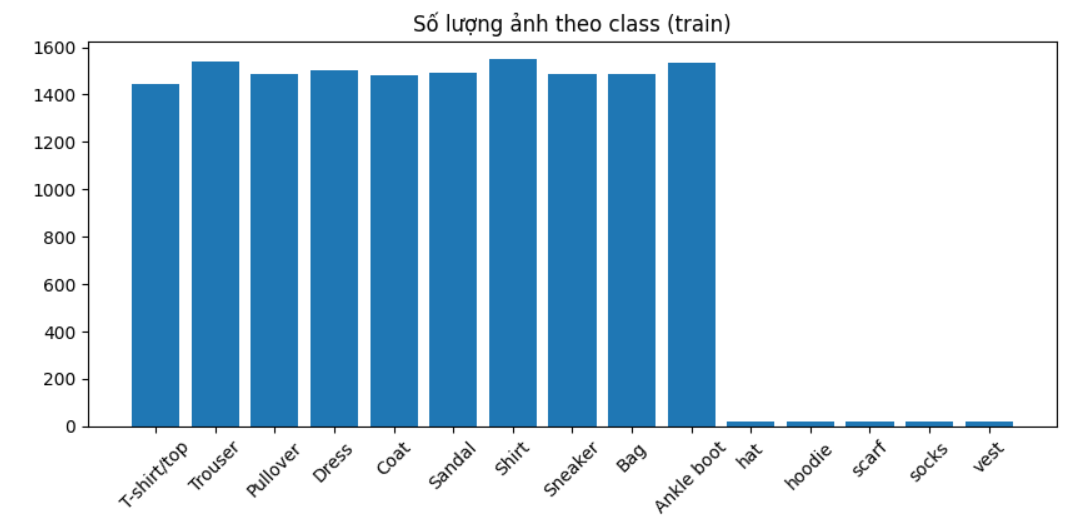 Số lượng ảnh theo class (train)
1600
1400
1200
1000
800
600
400
200
0
T-shirt/top
Trouser
Pullover
Dress
Coat
Sandal
Shirt
Sneaker
Bag
Ankle boot
hat
hoodie
scarf
socks
vest